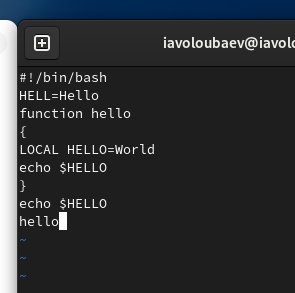 iavoloubaev@iavolo
#!/bin/bash
HELL=Hello
function hello
{
LOCAL HELLO=World
echo $HELLO
}
echo $HELLO
hello
~
~
~